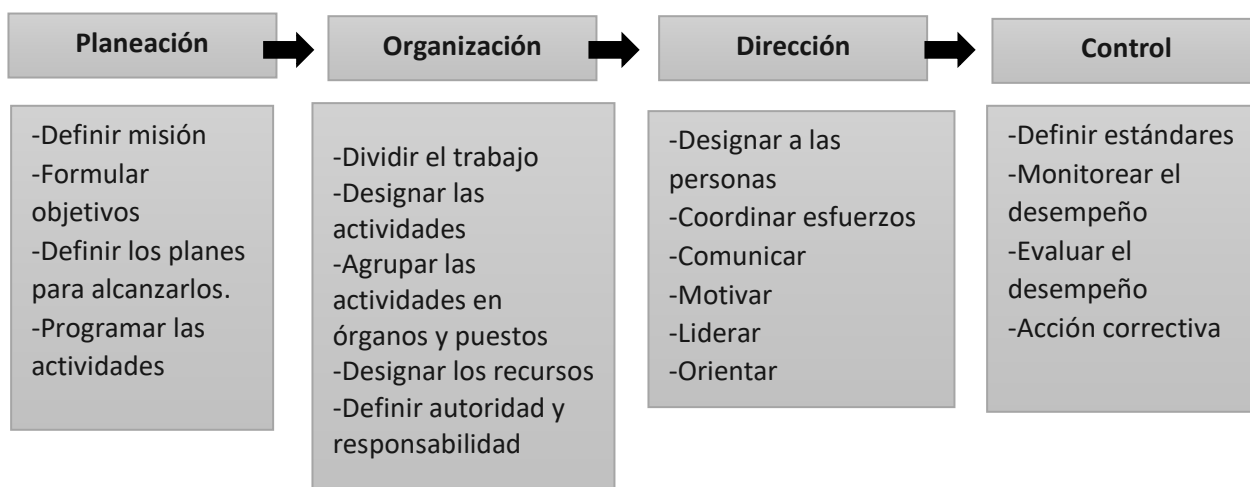 Planeación
Organización
Dirección
Control
-Definir misión
-Formular
objetivos
-Definir los planes
para alcanzarlos.
-Programar las
actividades
-Dividir el trabajo
-Designar las
actividades
-Agrupar las
actividades en
órganos y puestos
-Designar los recursos
-Definir autoridad y
responsabilidad
-Designar a las
personas
-Coordinar esfuerzos
-Comunicar
-Motivar
-Liderar
-Orientar
-Definir estándares
-Monitorear el
desempeño
-Evaluar el
desempeño
-Acción correctiva